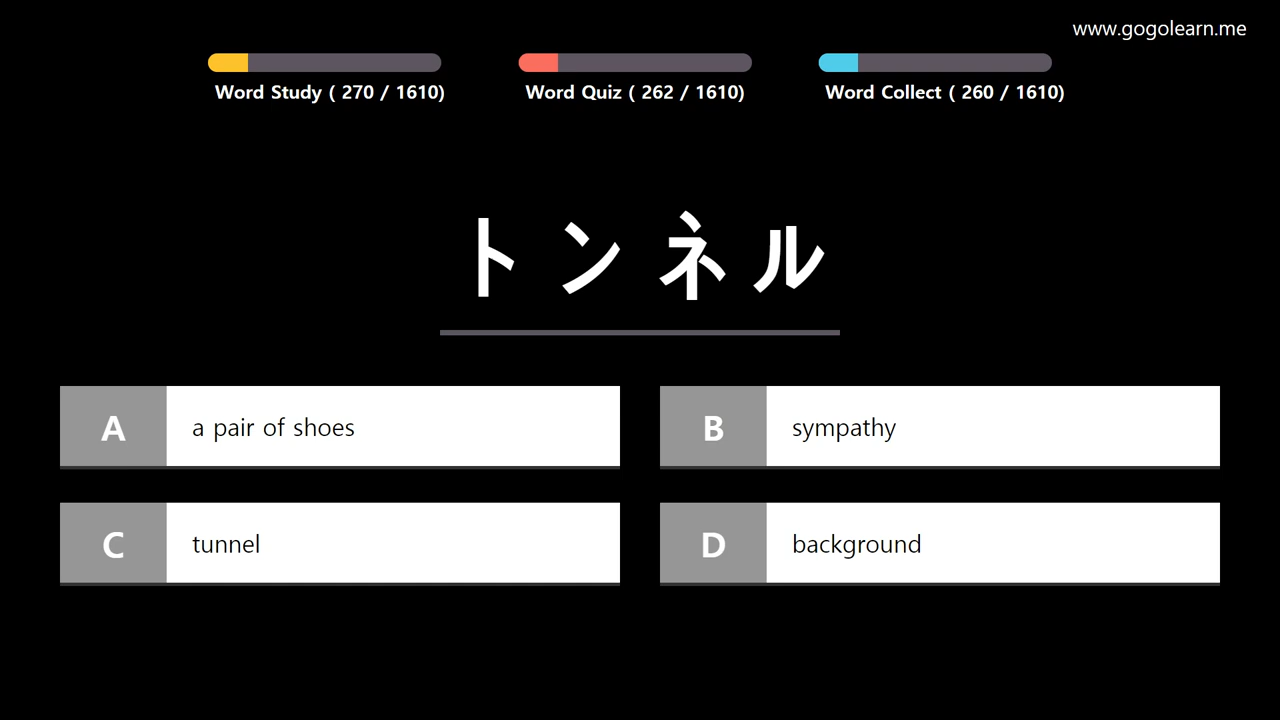 www.gogolearn.me
Word Study ( 270 / 1610)
Word Quiz ( 262 / 1610)
Word Collect ( 260 / 1610)
トンネル
A a pair of shoes
B sympathy
C tunnel
D background